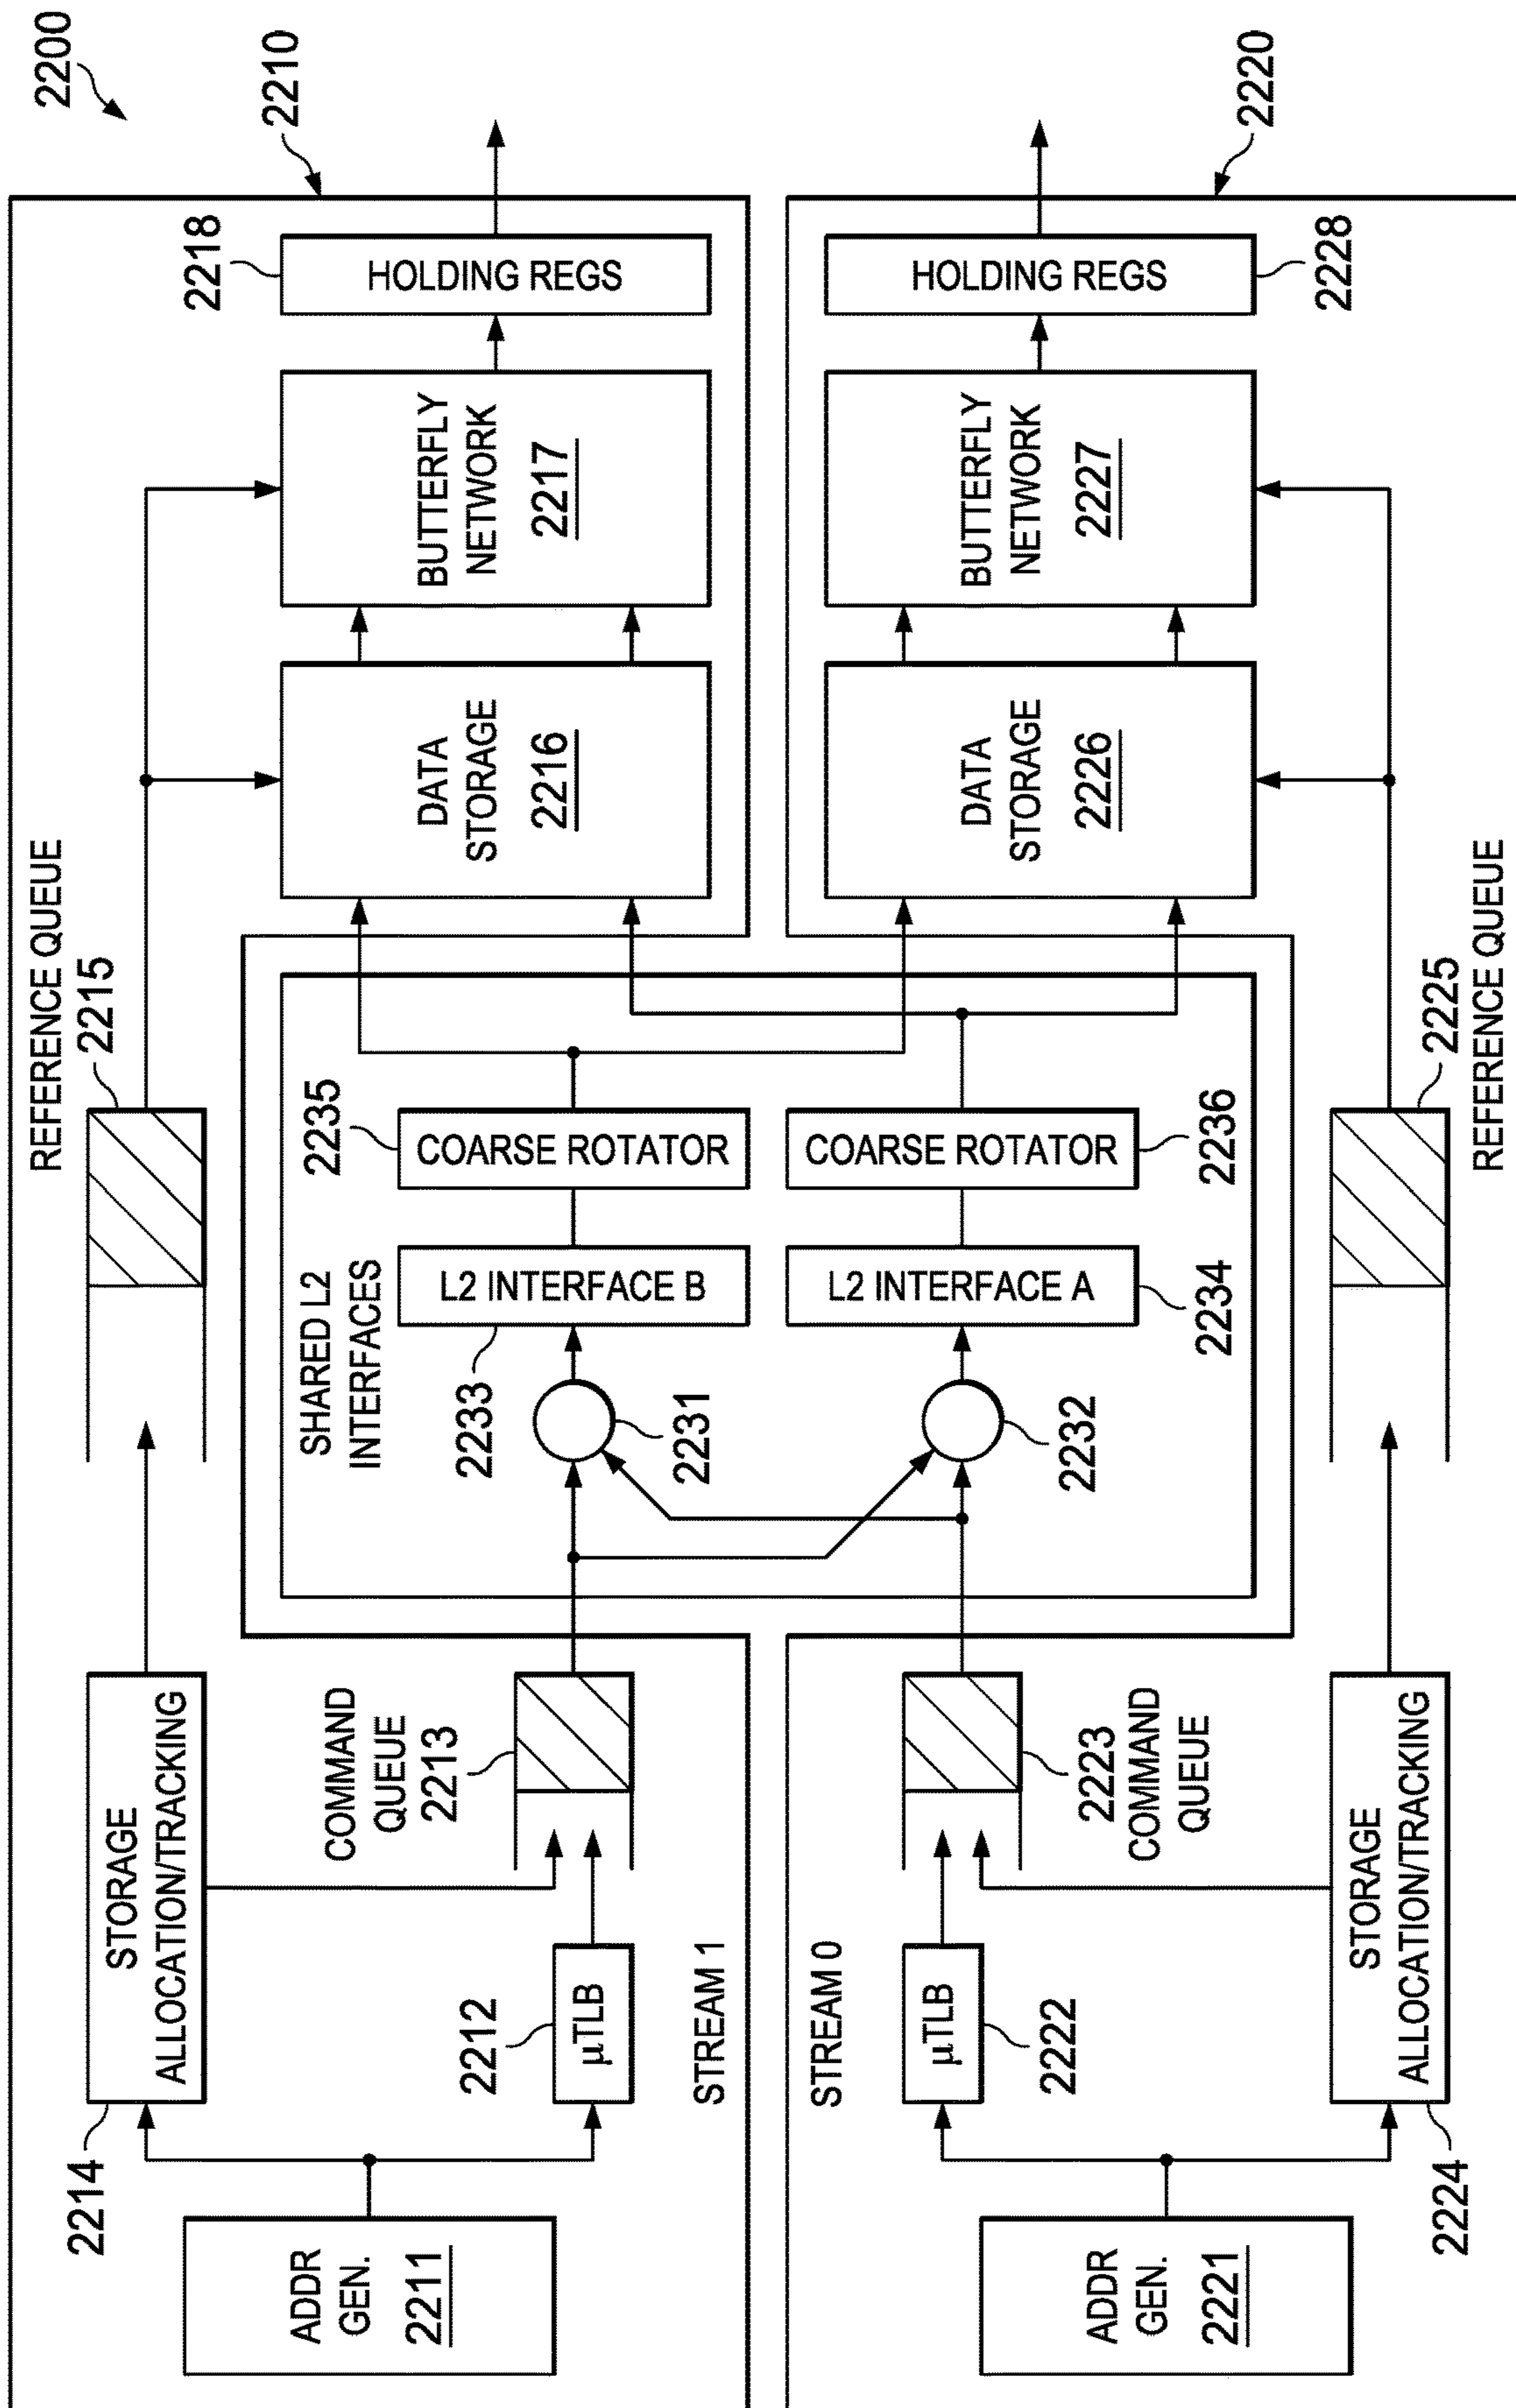 2200
2210
ADDR
GEN.
2211
2214
STORAGE
ALLOCATION/TRACKING
2212
µTLB
STREAM 1
COMMAND
QUEUE
2213
REFERENCE QUEUE
2215
DATA
STORAGE
2216
BUTTERFLY
NETWORK
2217
2218
HOLDING REGS
SHARED L2
INTERFACES
2231
2233
L2 INTERFACE B
2235
COARSE ROTATOR
2232
L2 INTERFACE A
2234
COARSE ROTATOR
2236
STREAM 0
ADDR
GEN.
2221
µTLB
2222
2224
STORAGE
ALLOCATION/TRACKING
2223
COMMAND
QUEUE
2225
REFERENCE QUEUE
DATA
STORAGE
2226
BUTTERFLY
NETWORK
2227
HOLDING REGS
2228
2220